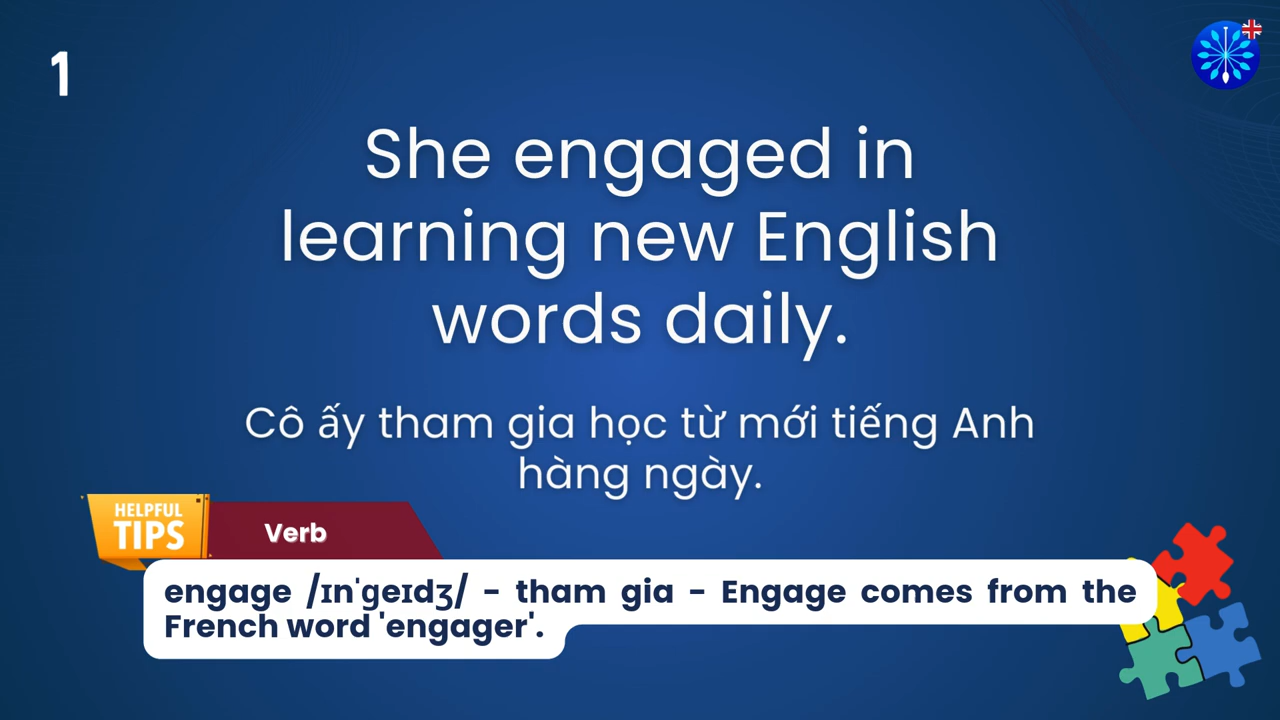 1
She engaged in
learning new English
words daily.
Cô ấy tham gia học từ mới tiếng Anh
hàng ngày.
HELPFUL
TIPS
Verb
engage /ɪnˈɡeɪdʒ/ - tham gia - Engage comes from the
French word 'engager'.